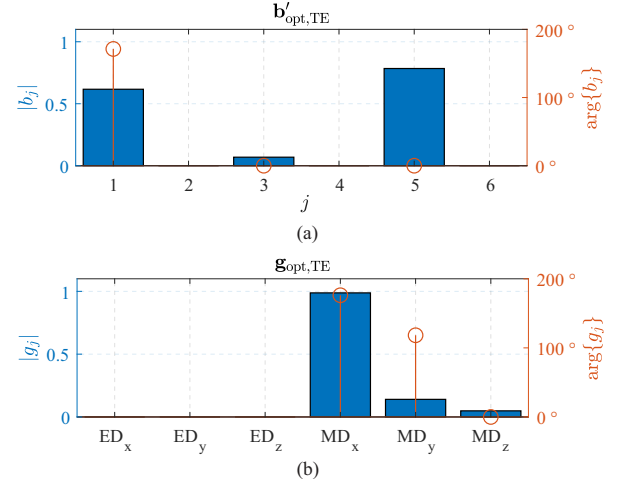 b′opt,TE
1
0.5
0
|bj|
200 °
100 °
0 °
arg{bj}
1 2 3 4 5 6
j
(a)
gopt,TE
1
0.5
0
|gj|
200 °
100 °
0 °
arg{gj}
EDx EDy EDz MDx MDy MDz
(b)